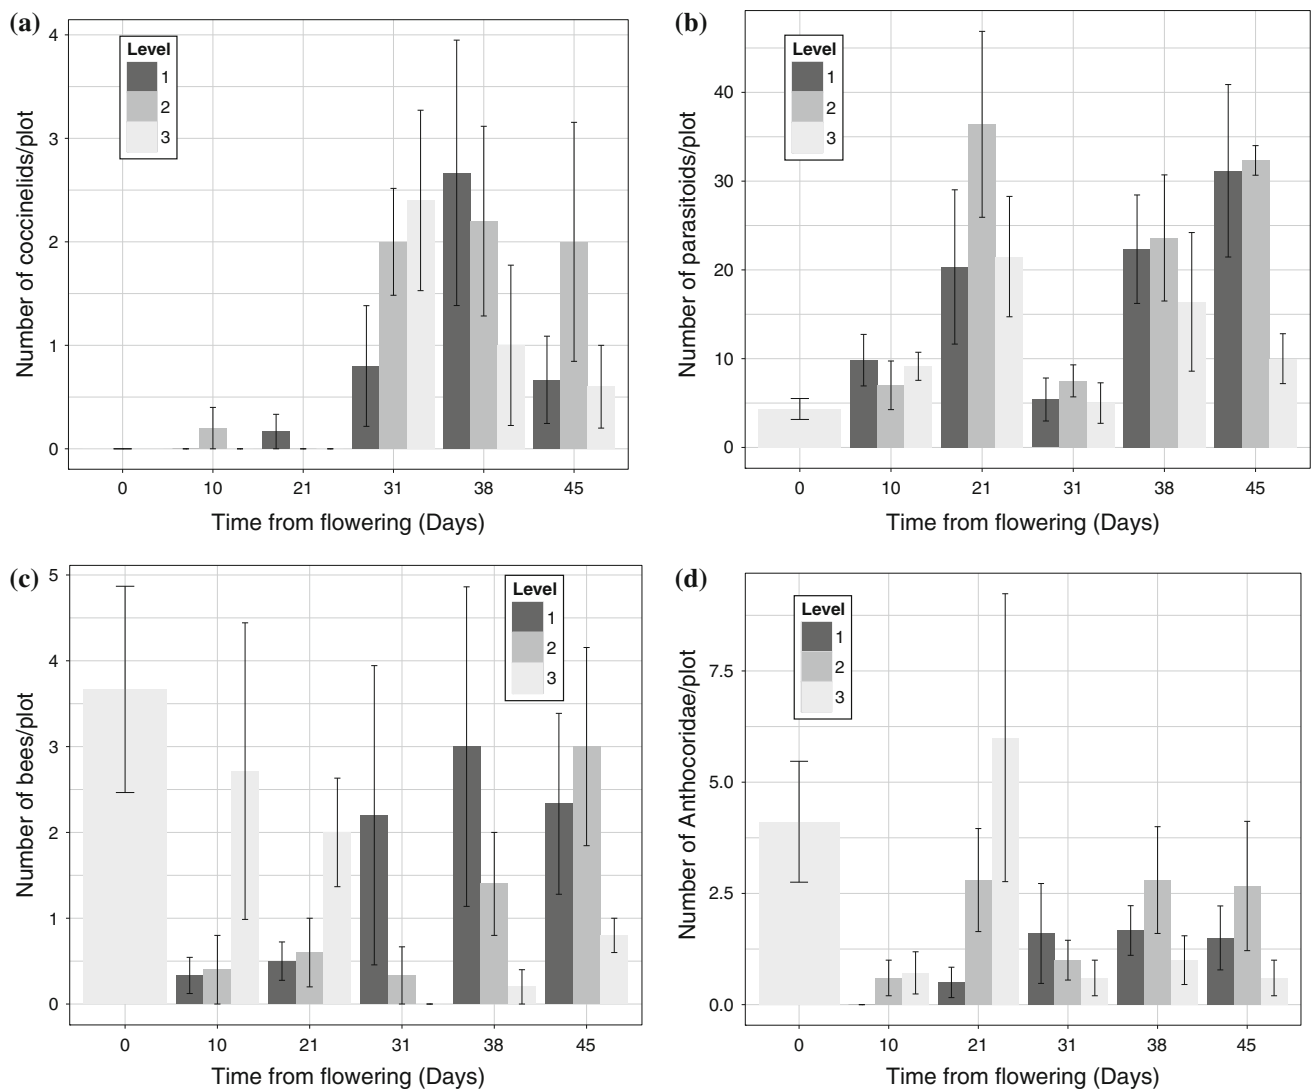 (a)
Number of coccinelids/plot
4
3
2
1
0
Level
1
2
3
0 10 21 31 38 45
Time from flowering (Days)
(b)
Number of parasitoids/plot
40
30
20
10
0
Level
1
2
3
0 10 21 31 38 45
Time from flowering (Days)
(c)
Number of bees/plot
5
4
3
2
1
0
Level
1
2
3
0 10 21 31 38 45
Time from flowering (Days)
(d)
Number of Anthocoridae/plot
7.5
5.0
2.5
0.0
Level
1
2
3
0 10 21 31 38 45
Time from flowering (Days)